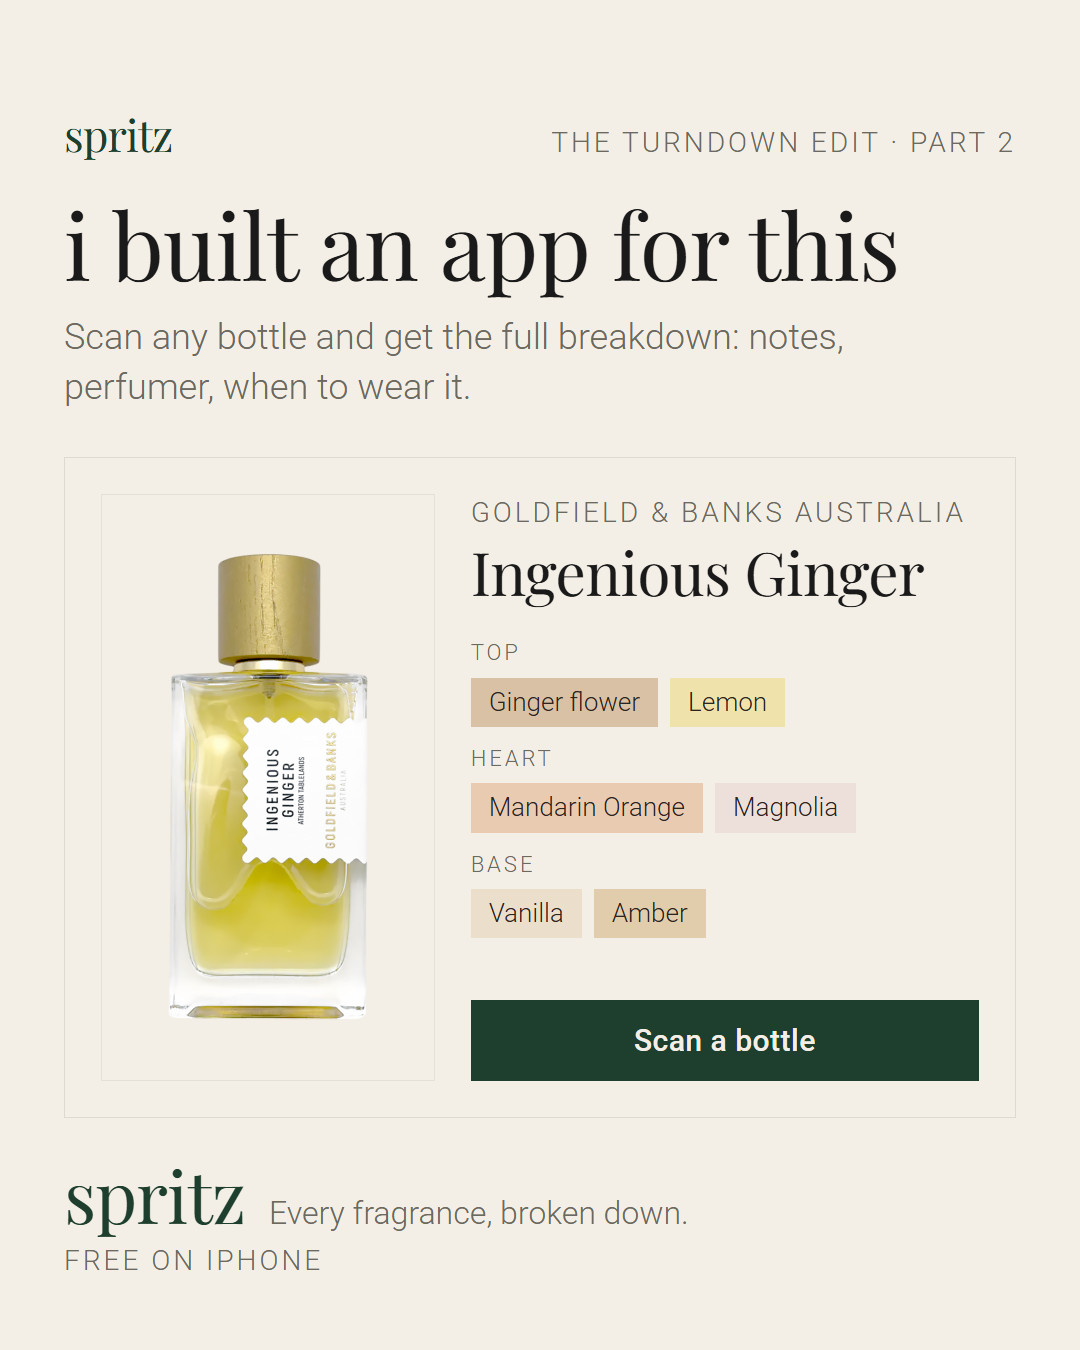 spritz
THE TURNDOWN EDIT · PART 2
i built an app for this
Scan any bottle and get the full breakdown: notes,
perfumer, when to wear it.
INGENIOUS
GINGER
ATHERTON TABLELANDS
GOLDFIELD & BANKS
AUSTRALIA
GOLDFIELD & BANKS AUSTRALIA
Ingenious Ginger
TOP
Ginger flower Lemon
HEART
Mandarin Orange Magnolia
BASE
Vanilla Amber
Scan a bottle
spritz Every fragrance, broken down.
FREE ON IPHONE